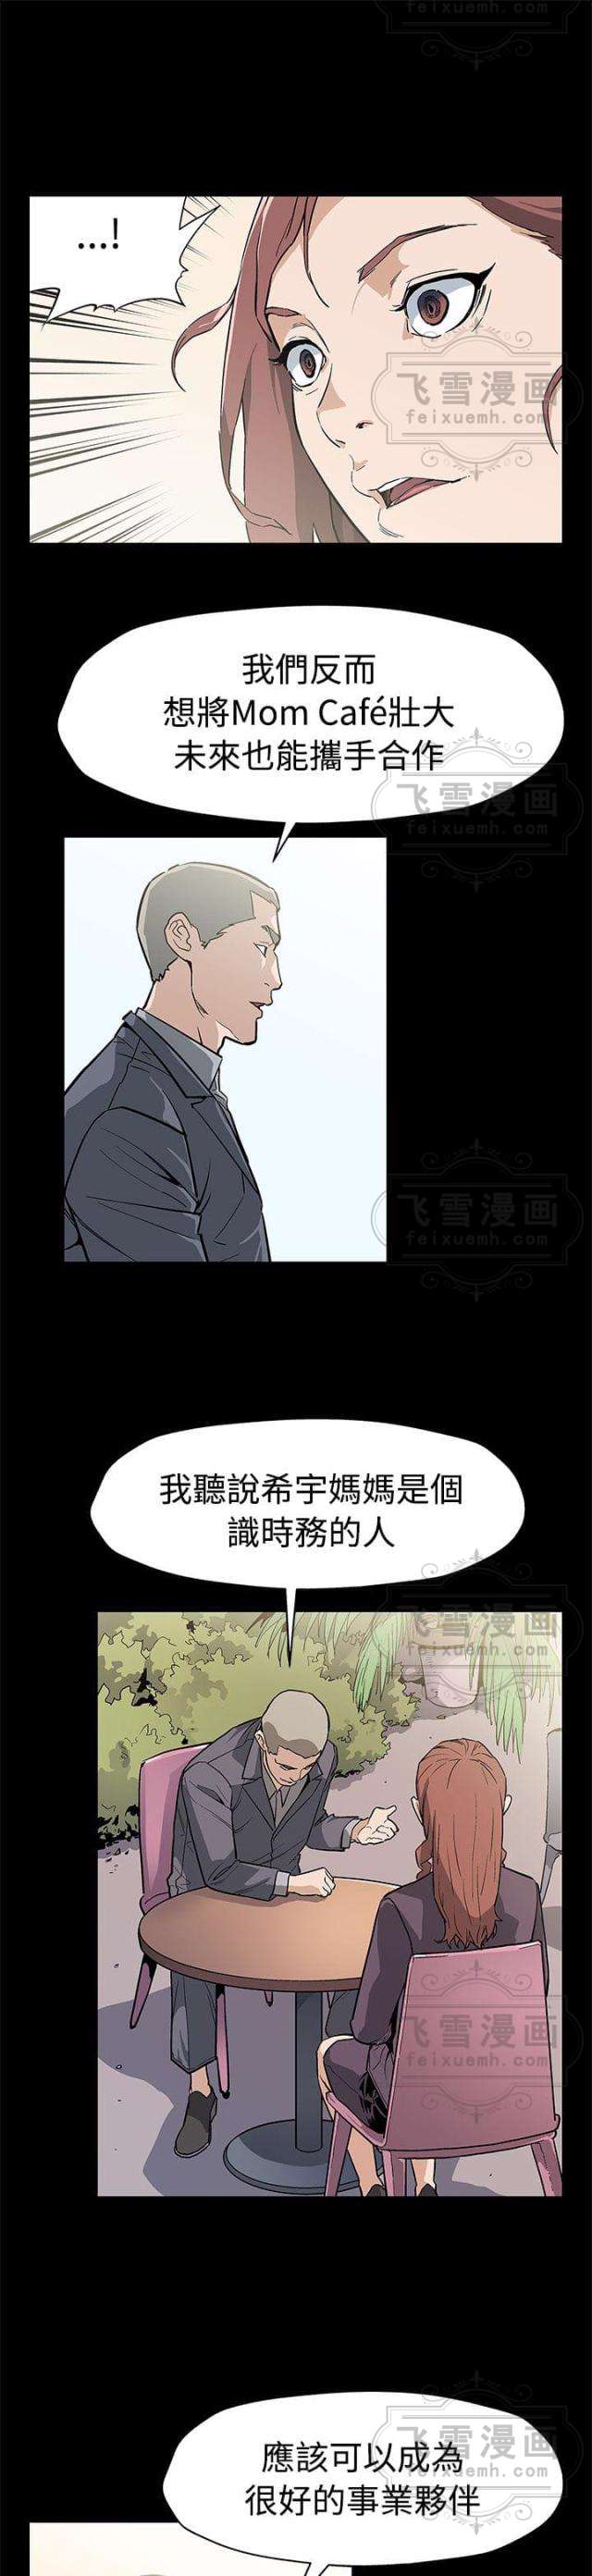 飞雪漫画
feixuemh.com
...!
飞雪漫画
feixuemh.com
我們反而
想將Mom Café壯大
未來也能攜手合作
飞雪漫画
feixuemh.com
飞雪漫画
feixuemh.com
我聽說希宇媽媽是個
識時務的人
飞雪漫画
feixuemh.com
飞雪漫画
feixuemh.com
應該可以成為
很好的事業夥伴
飞雪漫画
feixuemh.com